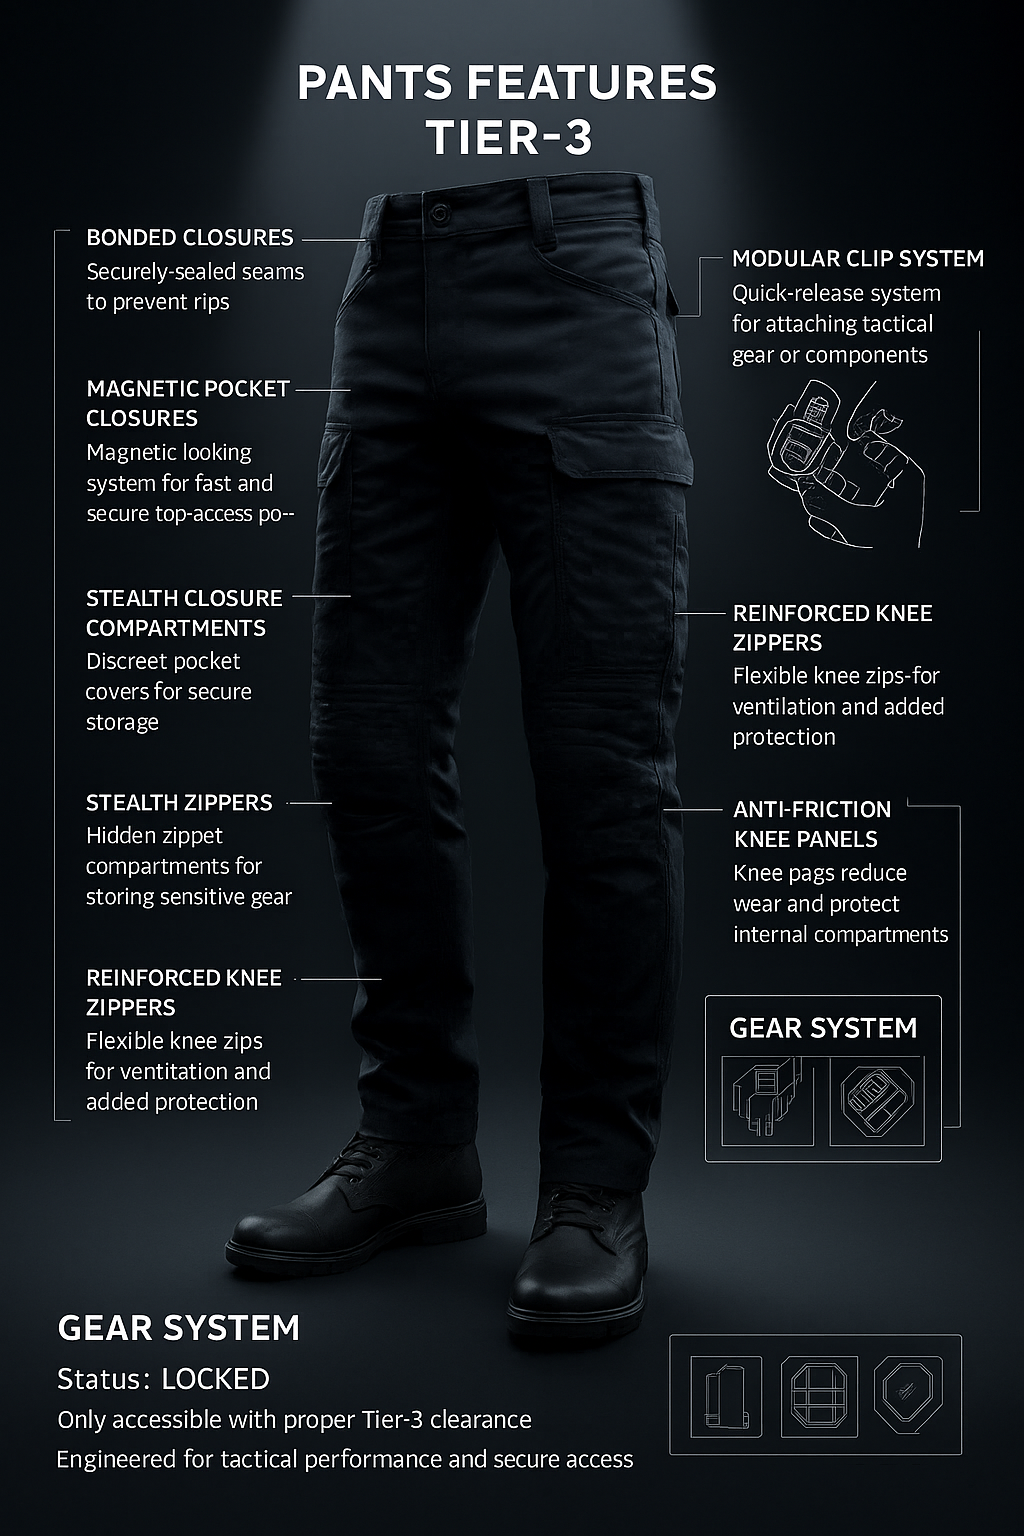 PANTS FEATURES
TIER-3
BONDED CLOSURES
Securely-sealed seams
to prevent rips
MAGNETIC POCKET
CLOSURES
Magnetic looking
system for fast and
secure top-access po--
STEALTH CLOSURE
COMPARTMENTS
Discreet pocket
covers for secure
storage
STEALTH ZIPPERS
Hidden zippet
compartments for
storing sensitive gear
REINFORCED KNEE
ZIPPERS
Flexible knee zips
for ventitation and
added protection
MODULAR CLIP SYSTEM
Quick-release system
for attaching tactical
gear or components
REINFORCED KNEE
ZIPPERS
Flexible knee zips-for
ventilation and added
protection
ANTI-FRICTION
KNEE PANELS
Knee pags reduce
wear and protect
internal compartments
GEAR SYSTEM
GEAR SYSTEM
Status: LOCKED
Only accessible with proper Tier-3 clearance
Engineered for tactical performance and secure access